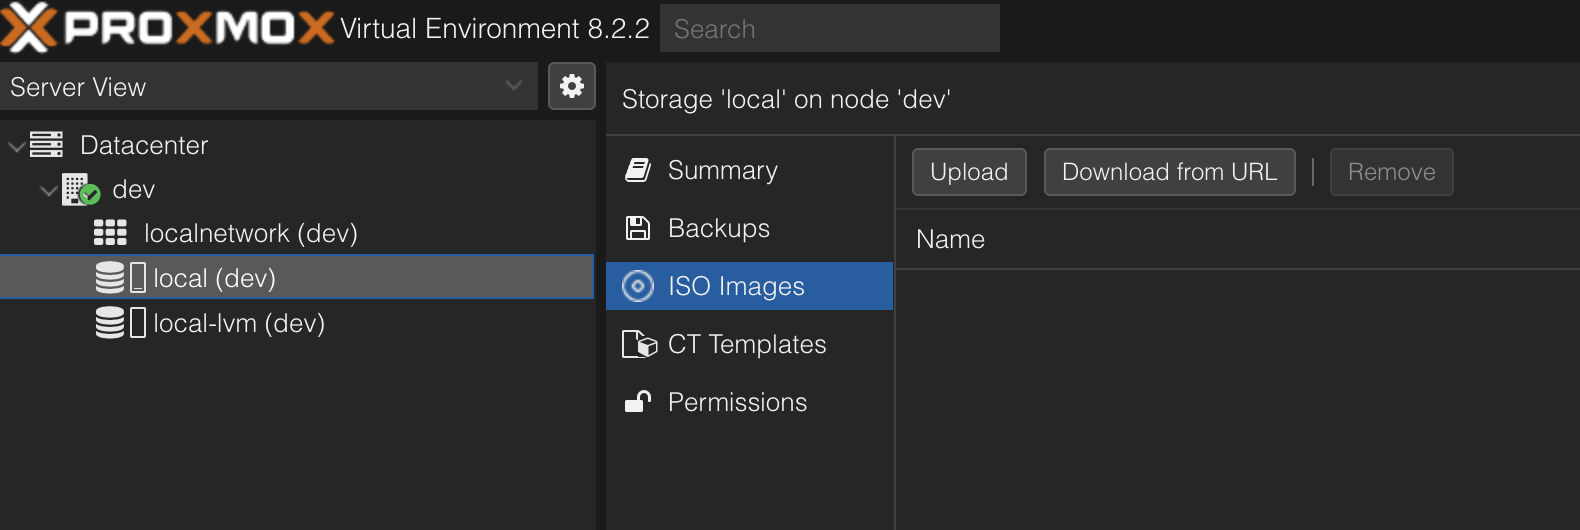 PROXMOX Virtual Environment 8.2.2 Search
Server View
Datacenter
dev
localnetwork (dev)
local (dev)
local-lvm (dev)
Storage 'local' on node 'dev'
Summary
Backups
ISO Images
CT Templates
Permissions
Upload Download from URL Remove
Name